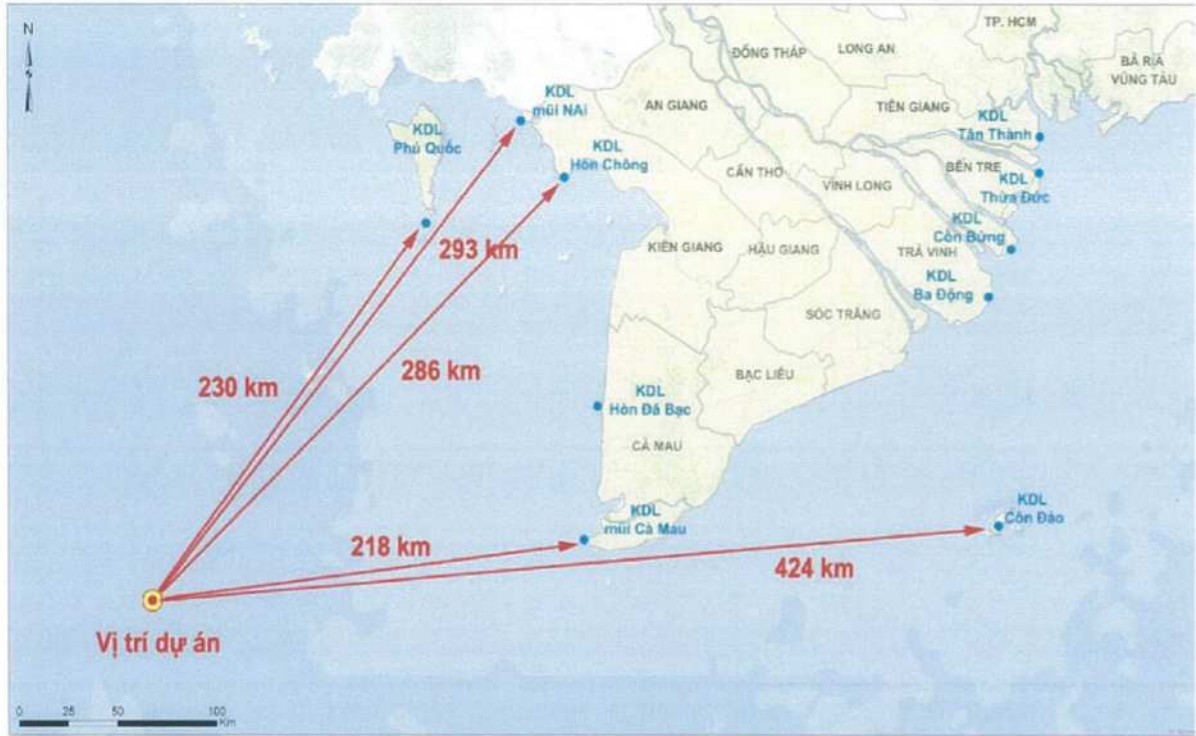 N
TP. HCM
LONG AN
ĐỒNG THÁP
BÀ RỊA
VŨNG TÀU
KDL
mũi NAi
AN GIANG
TIỀN GIANG
KDL
Tân Thành
KDL
Phú Quốc
KDL
Hòn Chông
CẦN THƠ
BẾN TRE
VĨNH LONG
KDL
Thừa Đức
KDL
Cồn Bửng
293 km
KIÊN GIANG
HẬU GIANG
TRÀ VINH
KDL
Ba Động
SÓC TRĂNG
230 km
286 km
BẠC LIÊU
KDL
Hòn Đá Bạc
CÀ MAU
KDL
mũi Cà Mau
KDL
Côn Đảo
218 km
424 km
Vị trí dự án
0 25 50 100
Km